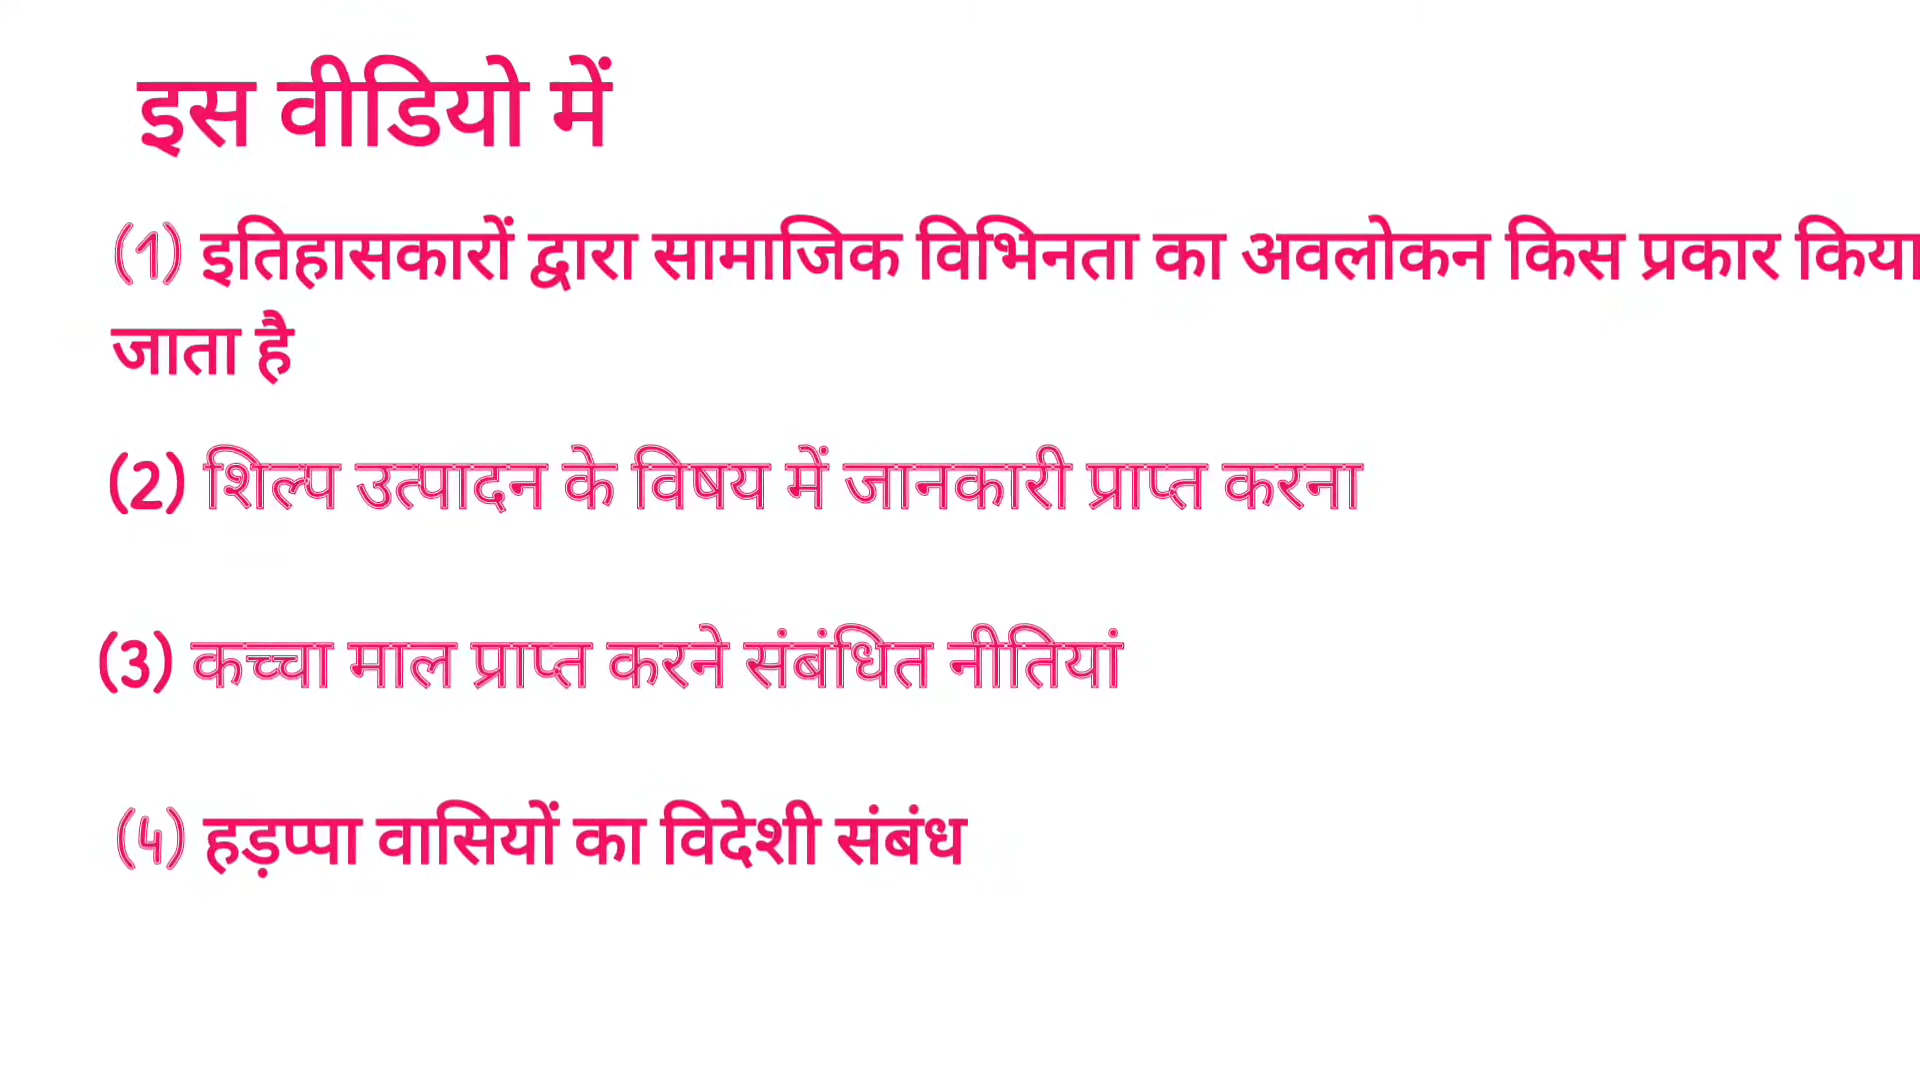 इस वीडियो में
(1) इतिहासकारों द्वारा सामाजिक विभिनता का अवलोकन किस प्रकार किया
जाता है
(2) शिल्प उत्पादन के विषय में जानकारी प्राप्त करना
(3) कच्चा माल प्राप्त करने संबंधित नीतियां
(4) हड़प्पा वासियों का विदेशी संबंध